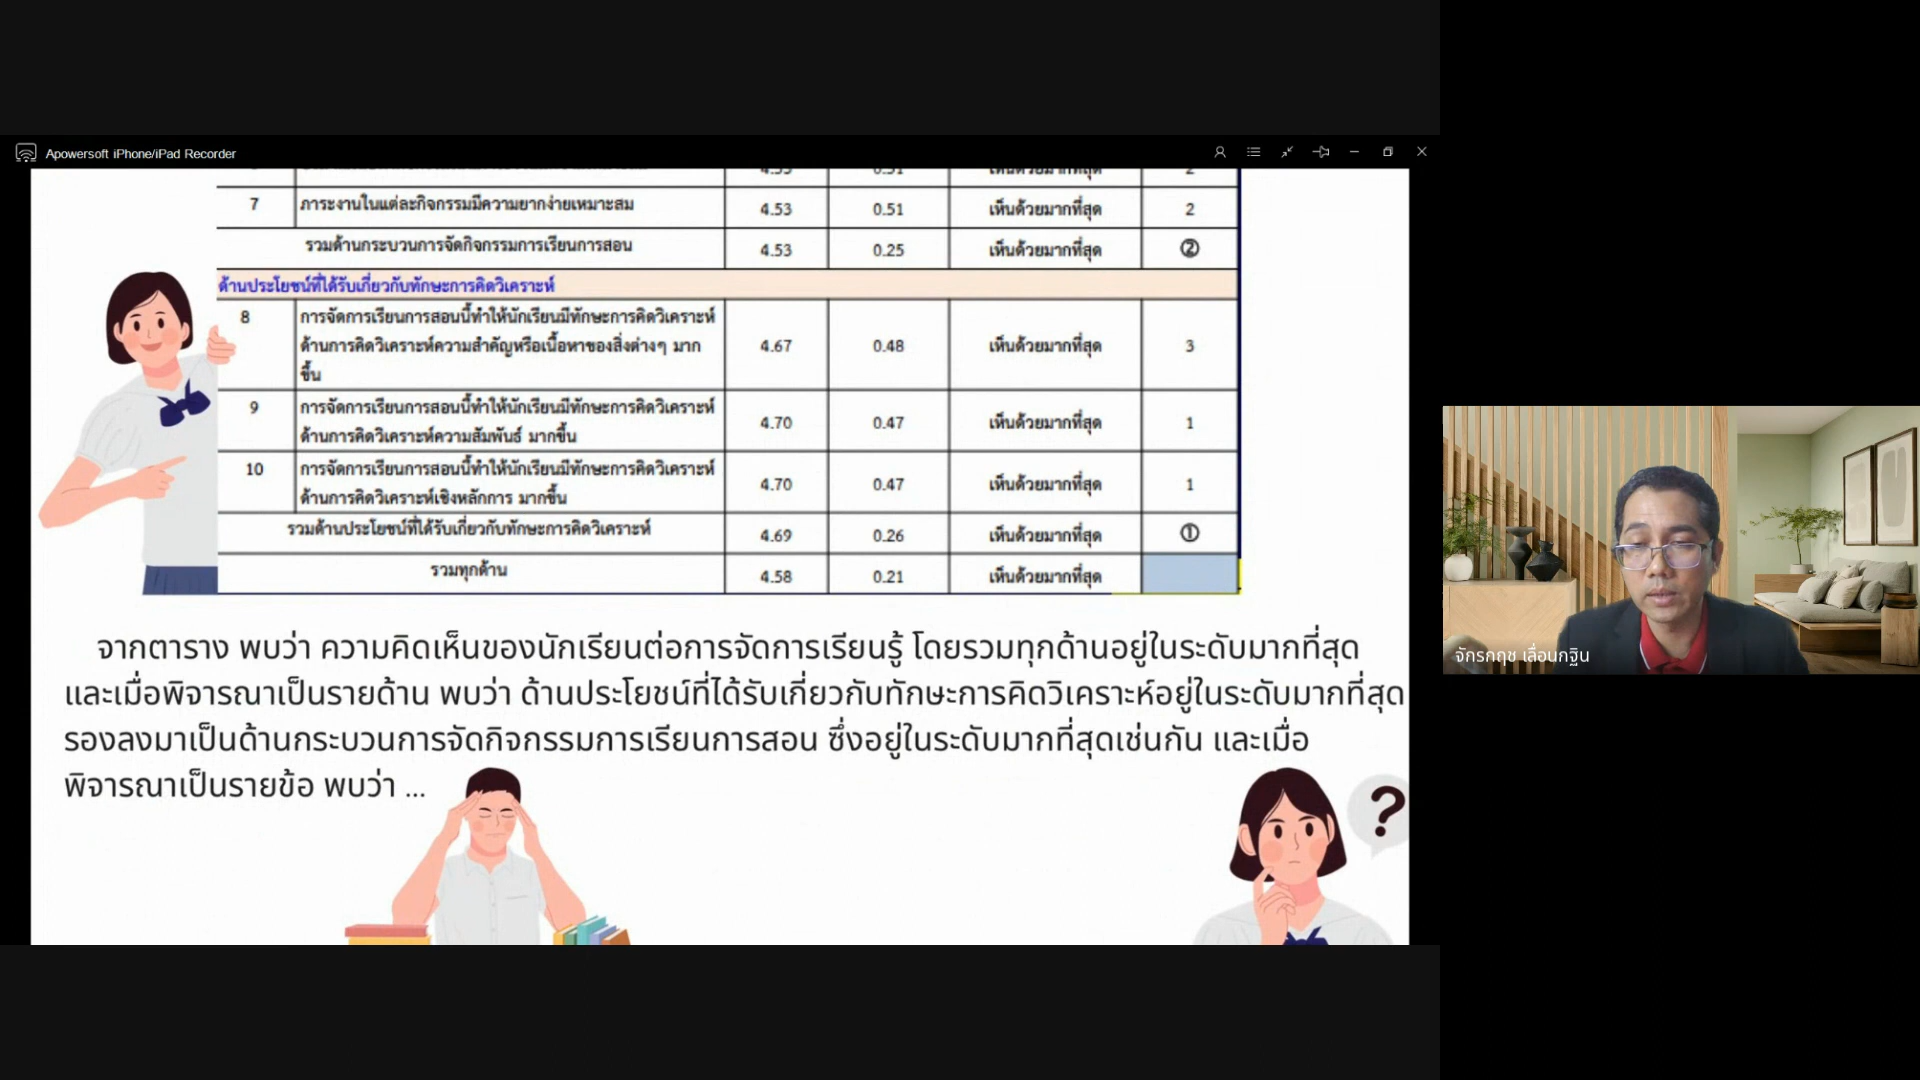 Apowersoft iPhone/iPad Recorder
4.53 0.51 เห็นด้วยมากที่สุด 2
7 ภาระงานในแต่ละกิจกรรมมีความยากง่ายเหมาะสม 4.53 0.51 เห็นด้วยมากที่สุด 2
รวมด้านกระบวนการจัดกิจกรรมการเรียนการสอน 4.53 0.25 เห็นด้วยมากที่สุด ②
ด้านประโยชน์ที่ได้รับเกี่ยวกับทักษะการคิดวิเคราะห์
8 การจัดการเรียนการสอนนี้ทำให้นักเรียนมีทักษะการคิดวิเคราะห์
ด้านการคิดวิเคราะห์ความสำคัญหรือเนื้อหาของสิ่งต่างๆ มาก 4.67 0.48 เห็นด้วยมากที่สุด 3
ขึ้น
9 การจัดการเรียนการสอนนี้ทำให้นักเรียนมีทักษะการคิดวิเคราะห์ 4.70 0.47 เห็นด้วยมากที่สุด 1
ด้านการคิดวิเคราะห์ความสัมพันธ์ มากขึ้น
10 การจัดการเรียนการสอนนี้ทำให้นักเรียนมีทักษะการคิดวิเคราะห์ 4.70 0.47 เห็นด้วยมากที่สุด 1
ด้านการคิดวิเคราะห์เชิงหลักการ มากขึ้น
รวมด้านประโยชน์ที่ได้รับเกี่ยวกับทักษะการคิดวิเคราะห์ 4.69 0.26 เห็นด้วยมากที่สุด ①
รวมทุกด้าน 4.58 0.21 เห็นด้วยมากที่สุด
จากตาราง พบว่า ความคิดเห็นของนักเรียนต่อการจัดการเรียนรู้ โดยรวมทุกด้านอยู่ในระดับมากที่สุด
และเมื่อพิจารณาเป็นรายด้าน พบว่า ด้านประโยชน์ที่ได้รับเกี่ยวกับทักษะการคิดวิเคราะห์อยู่ในระดับมากที่สุด
รองลงมาเป็นด้านกระบวนการจัดกิจกรรมการเรียนการสอน ซึ่งอยู่ในระดับมากที่สุดเช่นกัน และเมื่อ
พิจารณาเป็นรายข้อ พบว่า ...
?
จักรกฤช เลื่อนกฐิน